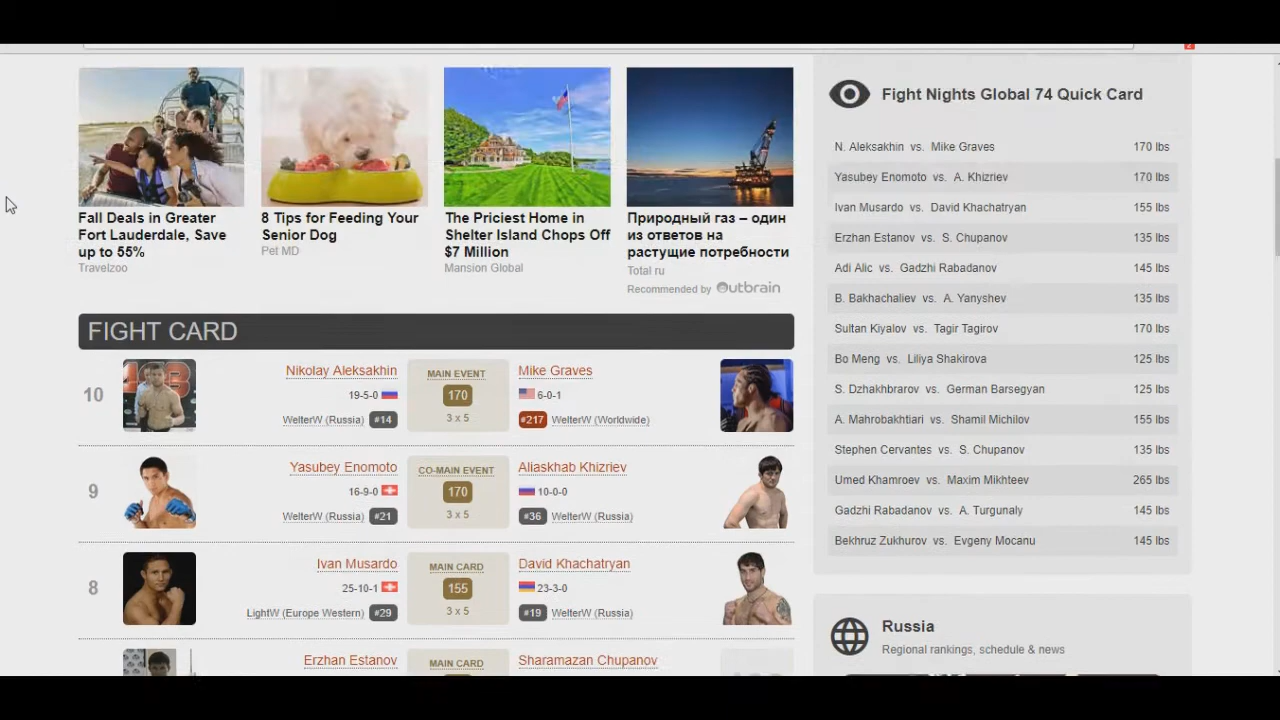 2
Fall Deals in Greater
Fort Lauderdale, Save
up to 55%
Travelzoo
8 Tips for Feeding Your
Senior Dog
Pet MD
The Priciest Home in
Shelter Island Chops Off
$7 Million
Mansion Global
Природный газ – один
из ответов на
растущие потребности
Total ru
Recommended by Outbrain
FIGHT CARD
10
Nikolay Aleksakhin
19-5-0
WelterW (Russia) #14
MAIN EVENT
170
3 x 5
Mike Graves
6-0-1
#217 WelterW (Worldwide)
9
Yasubey Enomoto
16-9-0
WelterW (Russia) #21
CO-MAIN EVENT
170
3 x 5
Aliaskhab Khizriev
10-0-0
#36 WelterW (Russia)
8
Ivan Musardo
25-10-1
LightW (Europe Western) #29
MAIN CARD
155
3 x 5
David Khachatryan
23-3-0
#19 WelterW (Russia)
Erzhan Estanov
MAIN CARD
Sharamazan Chupanov
Fight Nights Global 74 Quick Card
N. Aleksakhin vs. Mike Graves 170 lbs
Yasubey Enomoto vs. A. Khizriev 170 lbs
Ivan Musardo vs. David Khachatryan 155 lbs
Erzhan Estanov vs. S. Chupanov 135 lbs
Adi Alic vs. Gadzhi Rabadanov 145 lbs
B. Bakhachaliev vs. A. Yanyshev 135 lbs
Sultan Kiyalov vs. Tagir Tagirov 170 lbs
Bo Meng vs. Liliya Shakirova 125 lbs
S. Dzhakhbrarov vs. German Barsegyan 125 lbs
A. Mahrobakhtiari vs. Shamil Michilov 155 lbs
Stephen Cervantes vs. S. Chupanov 135 lbs
Umed Khamroev vs. Maxim Mikhteev 265 lbs
Gadzhi Rabadanov vs. A. Turgunaly 145 lbs
Bekhruz Zukhurov vs. Evgeny Mocanu 145 lbs
Russia
Regional rankings, schedule & news